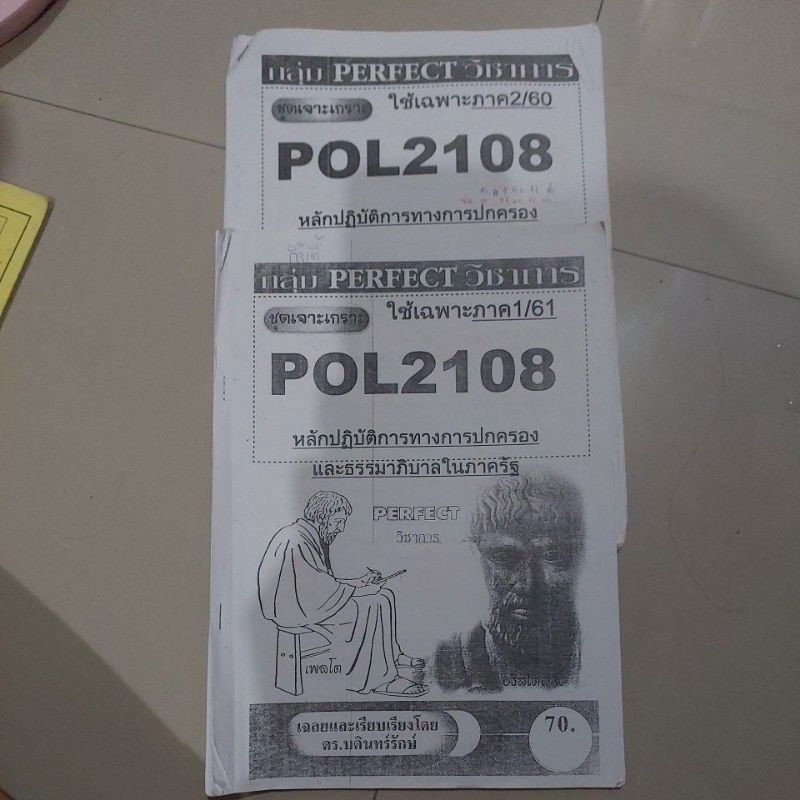 กลุ่ม PERFECT วิชาการ
ชุดเจาะเกราะ
ใช้เฉพาะภาค2/60
POL2108
หลักปฏิบัติการทางการปกครอง
กลุ่ม PERFECT วิชาการ
ชุดเจาะเกราะ
ใช้เฉพาะภาค1/61
POL2108
หลักปฏิบัติการทางการปกครอง
และธรรมาภิบาลในภาครัฐ
PERFECT
วิชาการ
เพลโต
อริสโตเติล
เฉลยและเรียบเรียงโดย
ดร.บดินทร์รักษ์
70.